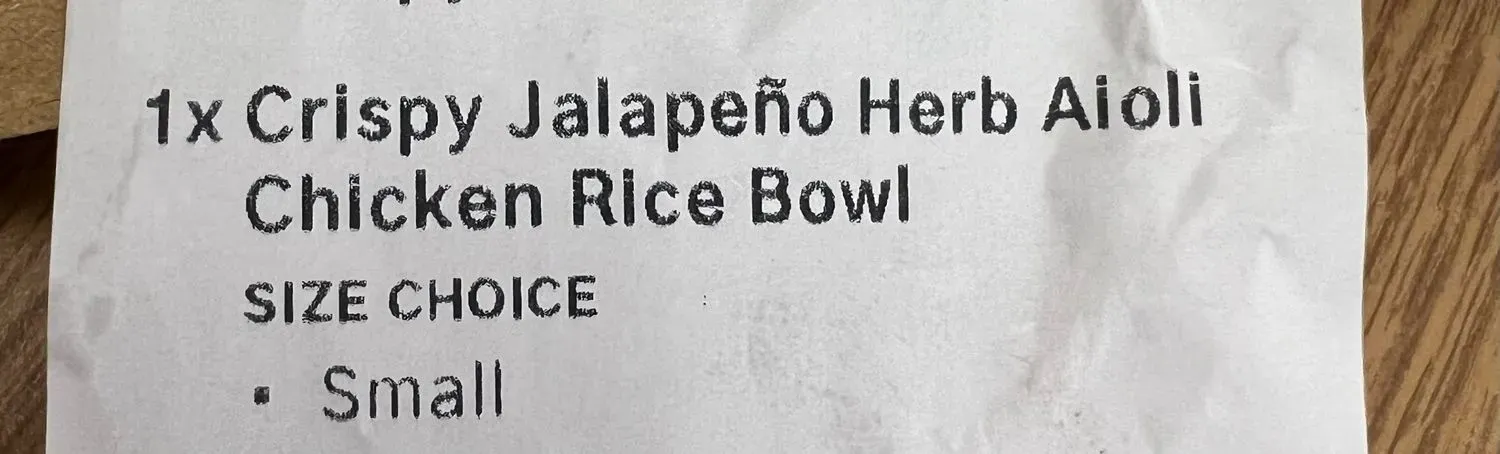 1x Crispy Jalapeño Herb Aioli
Chicken Rice Bowl
SIZE CHOICE
▪ Small